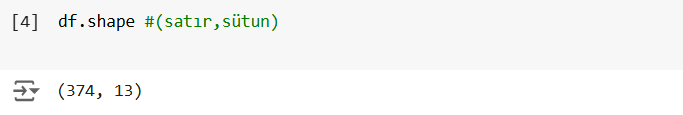 [4] df.shape #(satır,sütun)
(374, 13)